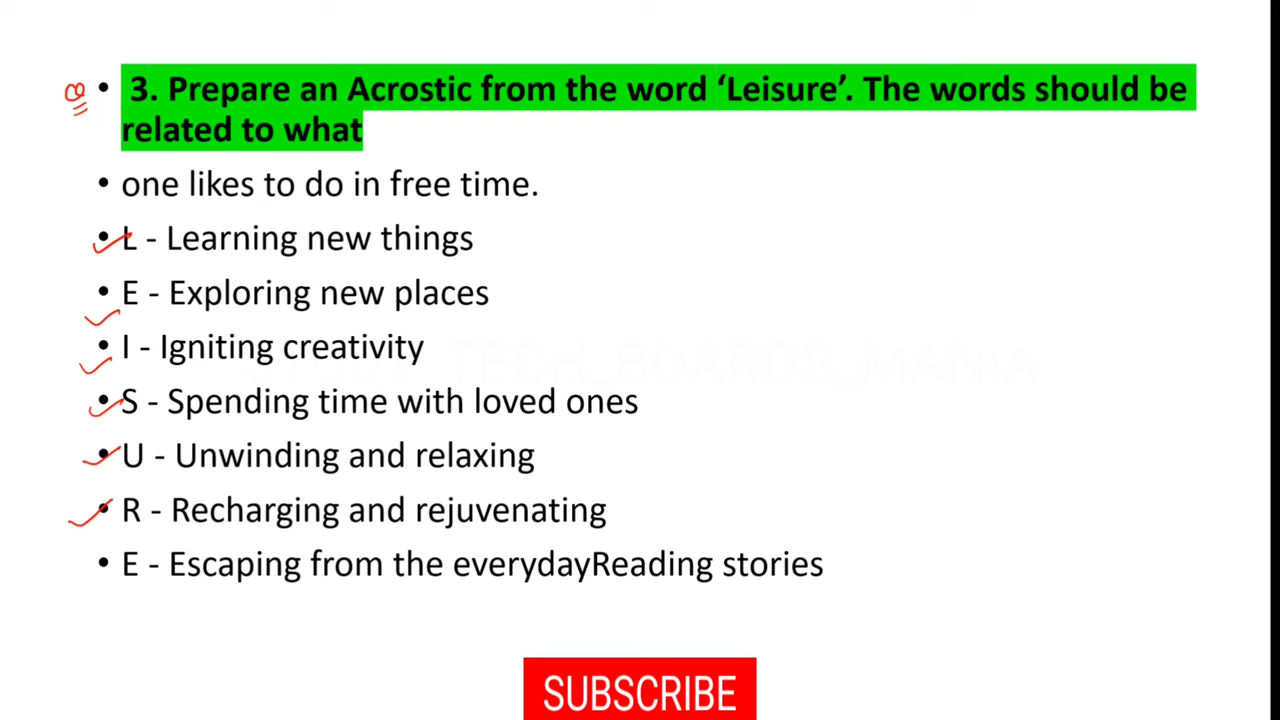 • 3. Prepare an Acrostic from the word ‘Leisure’. The words should be
related to what
• one likes to do in free time.
• L - Learning new things
• E - Exploring new places
• I - Igniting creativity
• S - Spending time with loved ones
• U - Unwinding and relaxing
• R - Recharging and rejuvenating
• E - Escaping from the everydayReading stories
TECH_BOARDS_MANIA
SUBSCRIBE